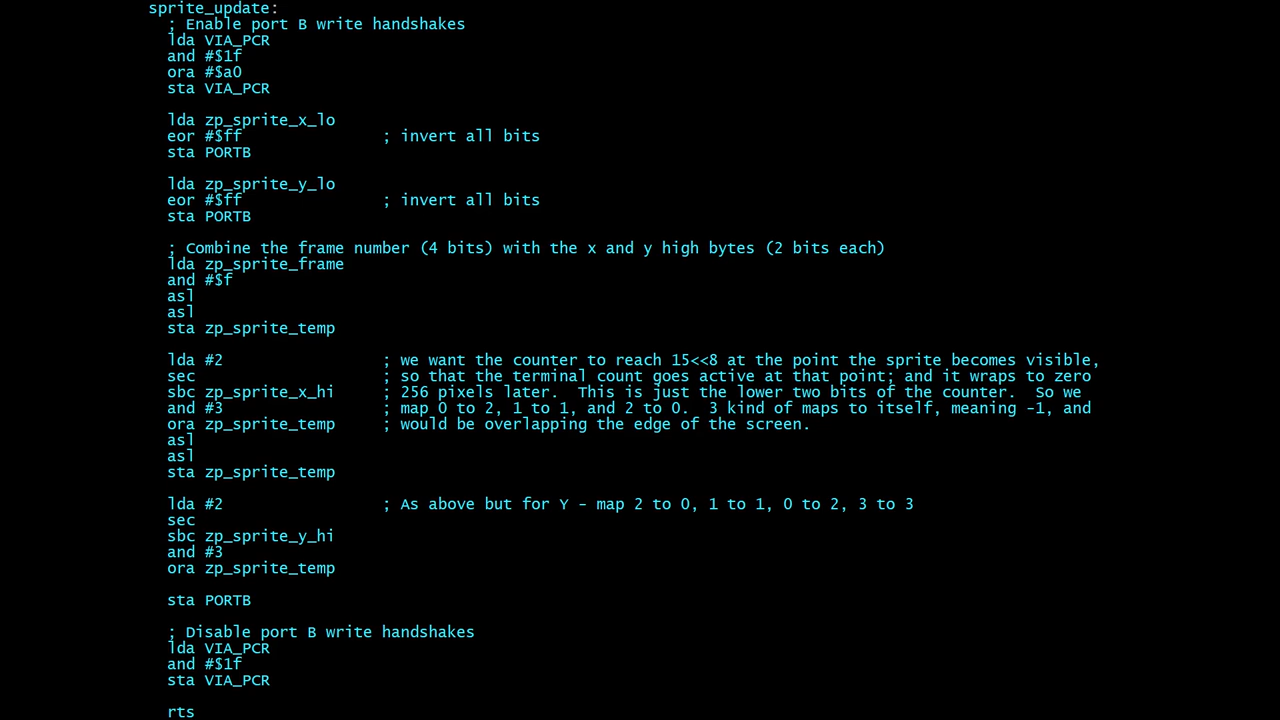 sprite_update:
; Enable port B write handshakes
lda VIA_PCR
and #$1f
ora #$a0
sta VIA_PCR
lda zp_sprite_x_lo
eor #$ff ; invert all bits
sta PORTB
lda zp_sprite_y_lo
eor #$ff ; invert all bits
sta PORTB
; Combine the frame number (4 bits) with the x and y high bytes (2 bits each)
lda zp_sprite_frame
and #$f
asl
asl
sta zp_sprite_temp
lda #2 ; we want the counter to reach 15<<8 at the point the sprite becomes visible,
sec ; so that the terminal count goes active at that point; and it wraps to zero
sbc zp_sprite_x_hi ; 256 pixels later. This is just the lower two bits of the counter. So we
and #3 ; map 0 to 2, 1 to 1, and 2 to 0. 3 kind of maps to itself, meaning -1, and
ora zp_sprite_temp ; would be overlapping the edge of the screen.
asl
asl
sta zp_sprite_temp
lda #2 ; As above but for Y - map 2 to 0, 1 to 1, 0 to 2, 3 to 3
sec
sbc zp_sprite_y_hi
and #3
ora zp_sprite_temp
sta PORTB
; Disable port B write handshakes
lda VIA_PCR
and #$1f
sta VIA_PCR
rts